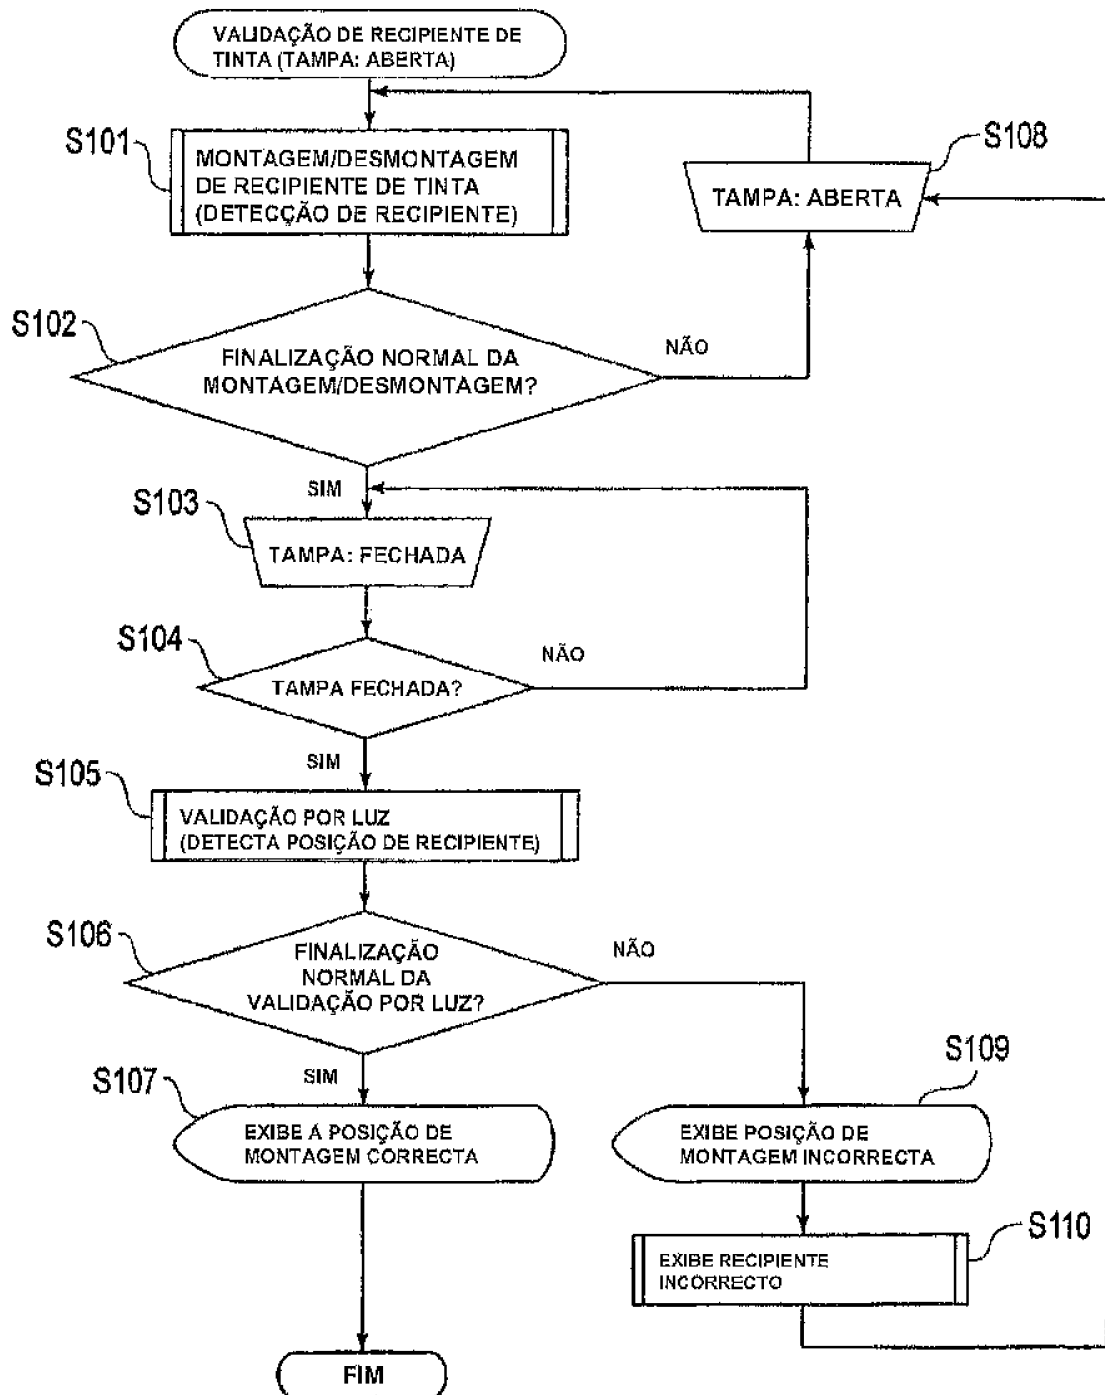 VALIDAÇÃO DE RECIPIENTE DE
TINTA (TAMPA: ABERTA)
S101
MONTAGEM/DESMONTAGEM
DE RECIPIENTE DE TINTA
(DETECÇÃO DE RECIPIENTE)
S108
TAMPA: ABERTA
S102
FINALIZAÇÃO NORMAL DA
MONTAGEM/DESMONTAGEM?
NÃO
SIM
S103
TAMPA: FECHADA
S104
TAMPA FECHADA?
NÃO
SIM
S105
VALIDAÇÃO POR LUZ
(DETECTA POSIÇÃO DE RECIPIENTE)
S106
FINALIZAÇÃO
NORMAL DA
VALIDAÇÃO POR LUZ?
NÃO
SIM
S107
EXIBE A POSIÇÃO DE
MONTAGEM CORRECTA
S109
EXIBE POSIÇÃO DE
MONTAGEM INCORRECTA
S110
EXIBE RECIPIENTE
INCORRECTO
FIM